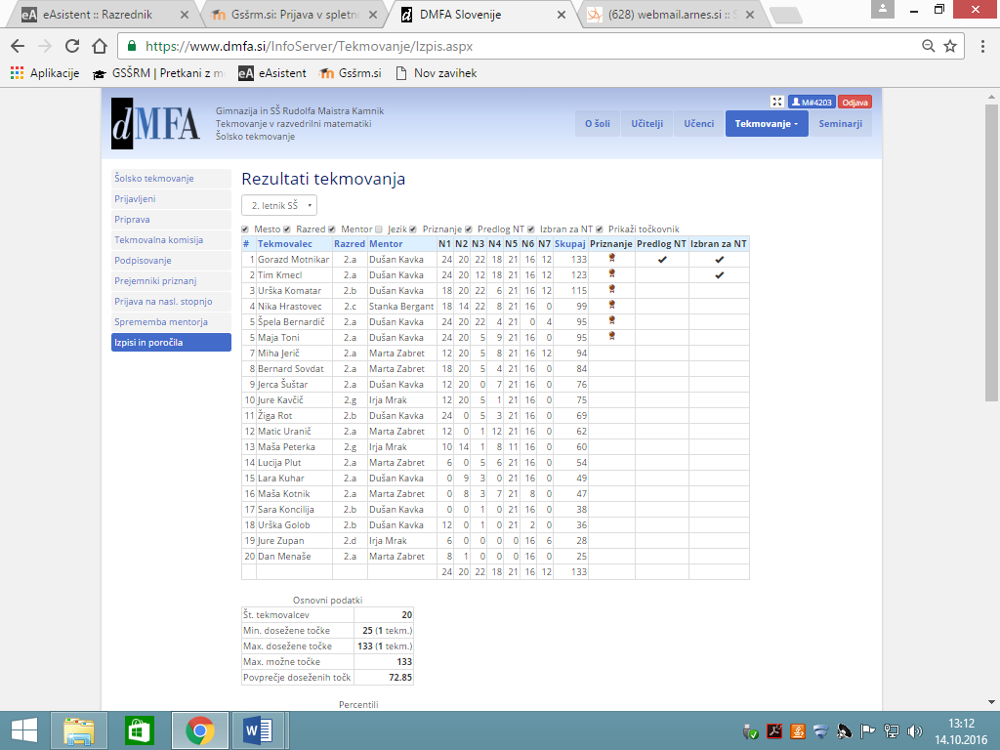 eAsistent :: Razrednik
Gsšrm.si: Prijava v spletn
DMFA Slovenije
(628) webmail.arnes.si ::
https://www.dmfa.si/InfoServer/Tekmovanje/Izpis.aspx
Aplikacije GSŠRM | Pretkani z m eA eAsistent Gsšrm.si Nov zavihek
dMFA
Gimnazija in SŠ Rudolfa Maistra Kamnik
Tekmovanje v razvedrilni matematiki
Šolsko tekmovanje
M#4203 Odjava
O šoli Učitelji Učenci Tekmovanje Seminarji
Šolsko tekmovanje
Prijavljeni
Priprava
Tekmovalna komisija
Podpisovanje
Prejemniki priznanj
Prijava na nasl. stopnjo
Sprememba mentorja
Izpisi in poročila
Rezultati tekmovanja
2. letnik SŠ
Mesto Razred Mentor Jezik Priznanje Predlog NT Izbran za NT Prikaži točkovnik
# Tekmovalec Razred Mentor N1 N2 N3 N4 N5 N6 N7 Skupaj Priznanje Predlog NT Izbran za NT
1 Gorazd Motnikar 2.a Dušan Kavka 24 20 22 18 21 16 12 133
2 Tim Kmecl 2.a Dušan Kavka 24 20 12 18 21 16 12 123
3 Urška Komatar 2.b Dušan Kavka 18 20 22 6 21 16 12 115
4 Nika Hrastovec 2.c Stanka Bergant 18 14 22 8 21 16 0 99
5 Špela Bernardič 2.a Dušan Kavka 24 20 22 4 21 0 4 95
5 Maja Toni 2.a Dušan Kavka 24 20 5 9 21 16 0 95
7 Miha Jerič 2.a Marta Zabret 12 20 5 8 21 16 12 94
8 Bernard Sovdat 2.a Marta Zabret 18 20 5 4 21 16 0 84
9 Jerca Šuštar 2.a Dušan Kavka 12 20 0 7 21 16 0 76
10 Jure Kavčič 2.g Irja Mrak 12 20 5 1 21 16 0 75
11 Žiga Rot 2.b Dušan Kavka 24 0 5 3 21 16 0 69
12 Matic Uranič 2.a Marta Zabret 12 0 1 12 21 16 0 62
13 Maša Peterka 2.g Irja Mrak 10 14 1 8 11 16 0 60
14 Lucija Plut 2.a Marta Zabret 6 0 5 6 21 16 0 54
15 Lara Kuhar 2.a Dušan Kavka 0 9 3 0 21 16 0 49
16 Maša Kotnik 2.a Marta Zabret 0 8 3 7 21 8 0 47
17 Sara Koncilija 2.b Dušan Kavka 0 0 1 0 21 16 0 38
18 Urška Golob 2.b Dušan Kavka 12 0 1 0 21 2 0 36
19 Jure Zupan 2.d Irja Mrak 6 0 0 0 0 16 6 28
20 Dan Menaše 2.a Marta Zabret 8 1 0 0 0 16 0 25
24 20 22 18 21 16 12 133
Osnovni podatki
Št. tekmovalcev 20
Min. dosežene točke 25 (1 tekm.)
Max. dosežene točke 133 (1 tekm.)
Max. možne točke 133
Povprečje doseženih točk 72.85
Percentili
13:12
14.10.2016